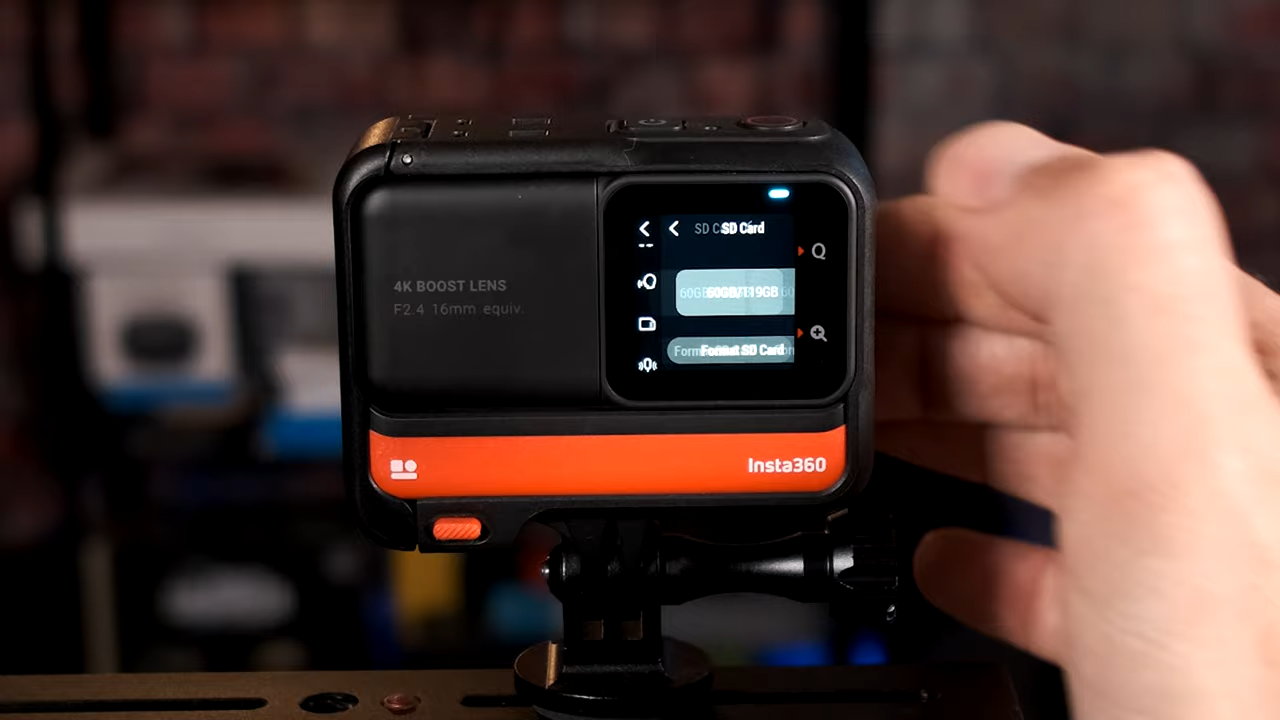 4K BOOST LENS
F2.4 16mm equiv.
SD Card
60GB/119GB
Format SD Card
Q
Insta360